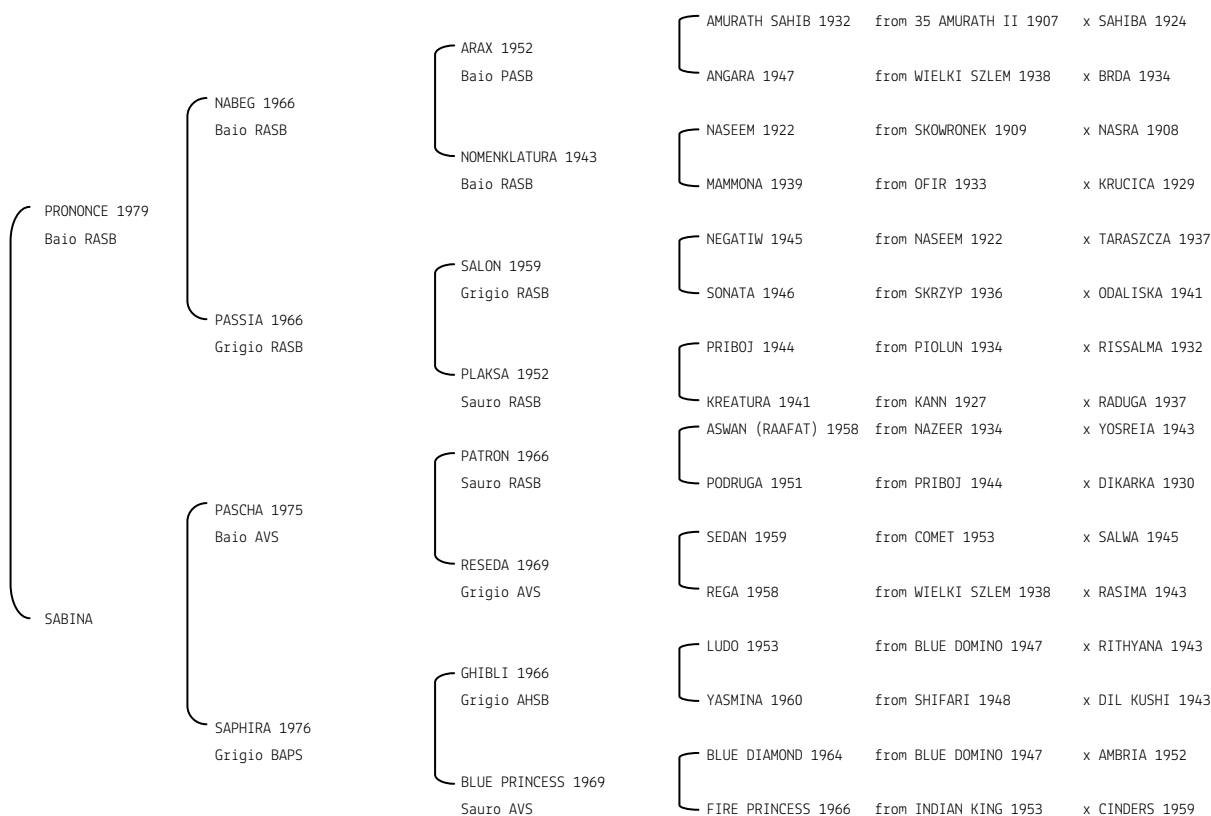 AMURATH SAHIB 1932 from 35 AMURATH II 1907 x SAHIBA 1924
ARAX 1952
Baio PASB
ANGARA 1947 from WIELKI SZLEM 1938 x BRDA 1934
NABEG 1966
Baio RASB
NASEEM 1922 from SKOWRONEK 1909 x NASRA 1908
NOMENKLATURA 1943
Baio RASB
MAMMONA 1939 from OFIR 1933 x KRUCICA 1929
PRONONCE 1979
Baio RASB
NEGATIW 1945 from NASEEM 1922 x TARASZCZA 1937
SALON 1959
Grigio RASB
SONATA 1946 from SKRZYP 1936 x ODALISKA 1941
PASSIA 1966
Grigio RASB
PRIBOJ 1944 from PIOLUN 1934 x RISSALMA 1932
PLAKSA 1952
Sauro RASB
KREATURA 1941 from KANN 1927 x RADUGA 1937
ASWAN (RAAFAT) 1958 from NAZEER 1934 x YOSREIA 1943
PATRON 1966
Sauro RASB
PODRUGA 1951 from PRIBOJ 1944 x DIKARKA 1930
PASCHA 1975
Baio AVS
SEDAN 1959 from COMET 1953 x SALWA 1945
RESEDA 1969
Grigio AVS
REGA 1958 from WIELKI SZLEM 1938 x RASIMA 1943
SABINA
LUDO 1953 from BLUE DOMINO 1947 x RITHYANA 1943
GHIBLI 1966
Grigio AHSB
YASMINA 1960 from SHIFARI 1948 x DIL KUSHI 1943
SAPHIRA 1976
Grigio BAPS
BLUE DIAMOND 1964 from BLUE DOMINO 1947 x AMBRIA 1952
BLUE PRINCESS 1969
Sauro AVS
FIRE PRINCESS 1966 from INDIAN KING 1953 x CINDERS 1959